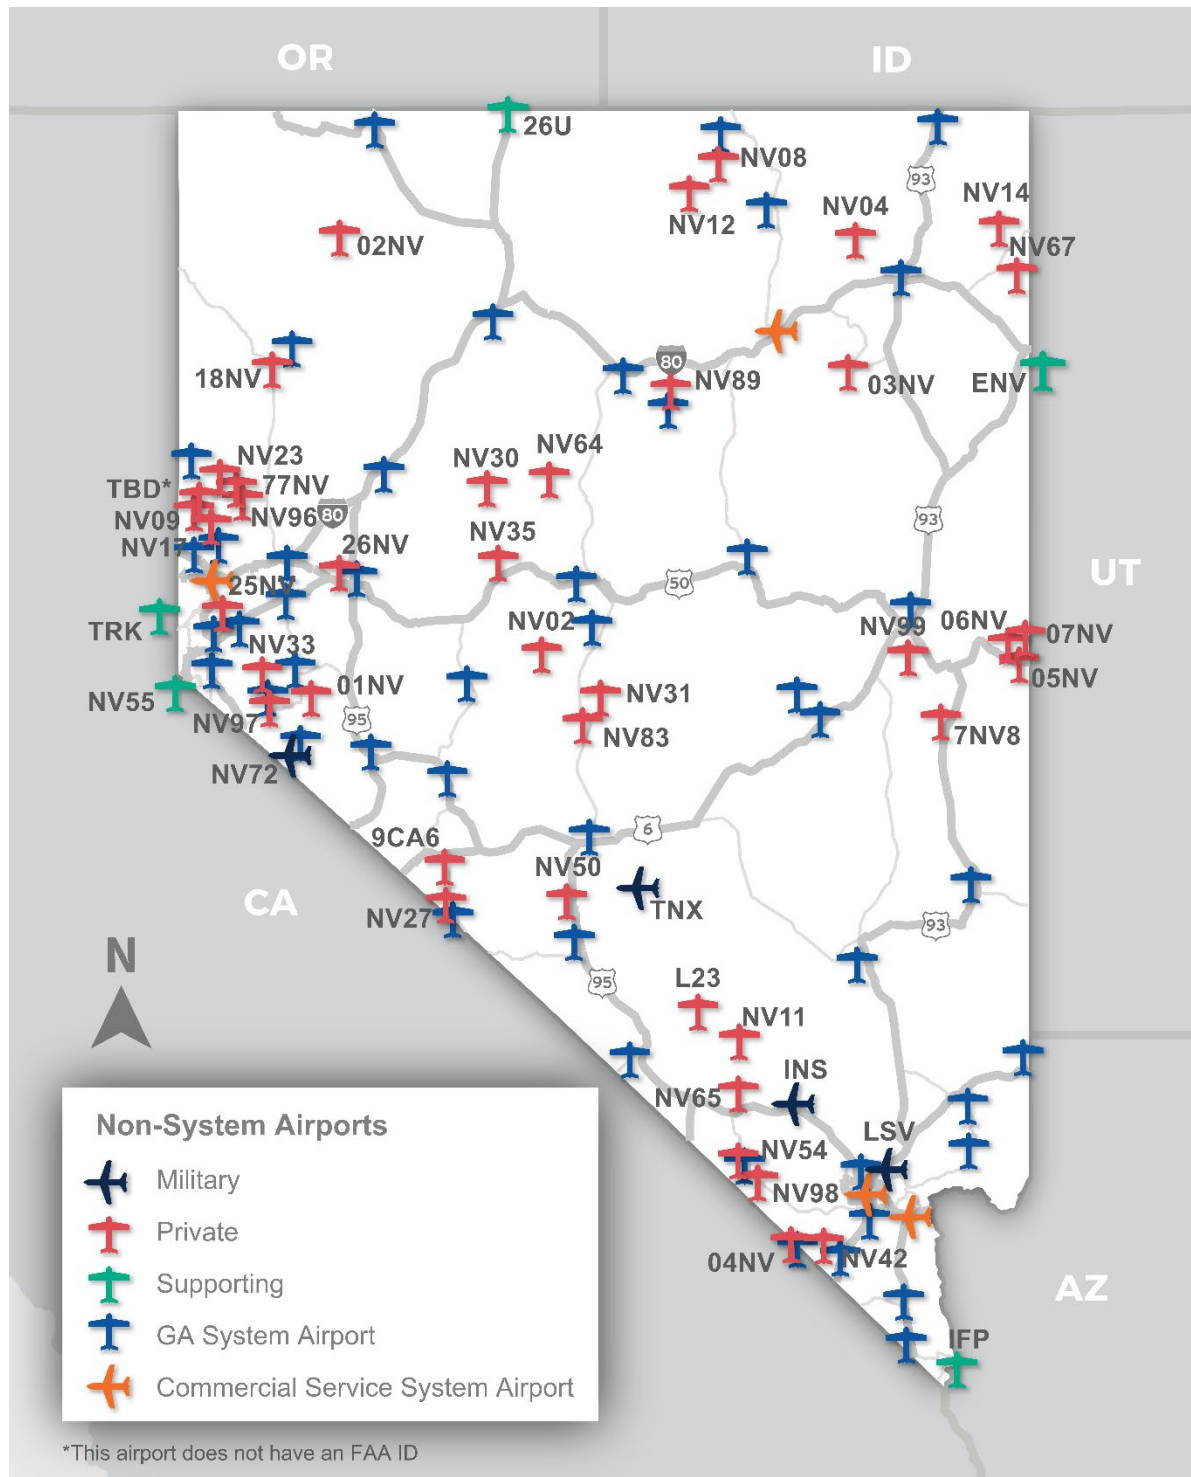 OR
ID
26U
NV08
93
NV14
NV12
NV04
02NV
NV67
80
NV89
18NV
03NV
ENV
NV23
NV64
NV30
TBD*
77NV
NV09
NV96
80
93
NV17
26NV
NV35
50
UT
25NV
TRK
NV02
NV99
06NV
07NV
NV33
05NV
NV55
01NV
NV31
NV97
95
NV83
7NV8
NV72
6
9CA6
NV50
CA
TNX
NV27
93
N
L23
95
NV11
INS
NV65
LSV
NV54
NV98
04NV
NV42
AZ
IFP
Non-System Airports
Military
Private
Supporting
GA System Airport
Commercial Service System Airport
*This airport does not have an FAA ID